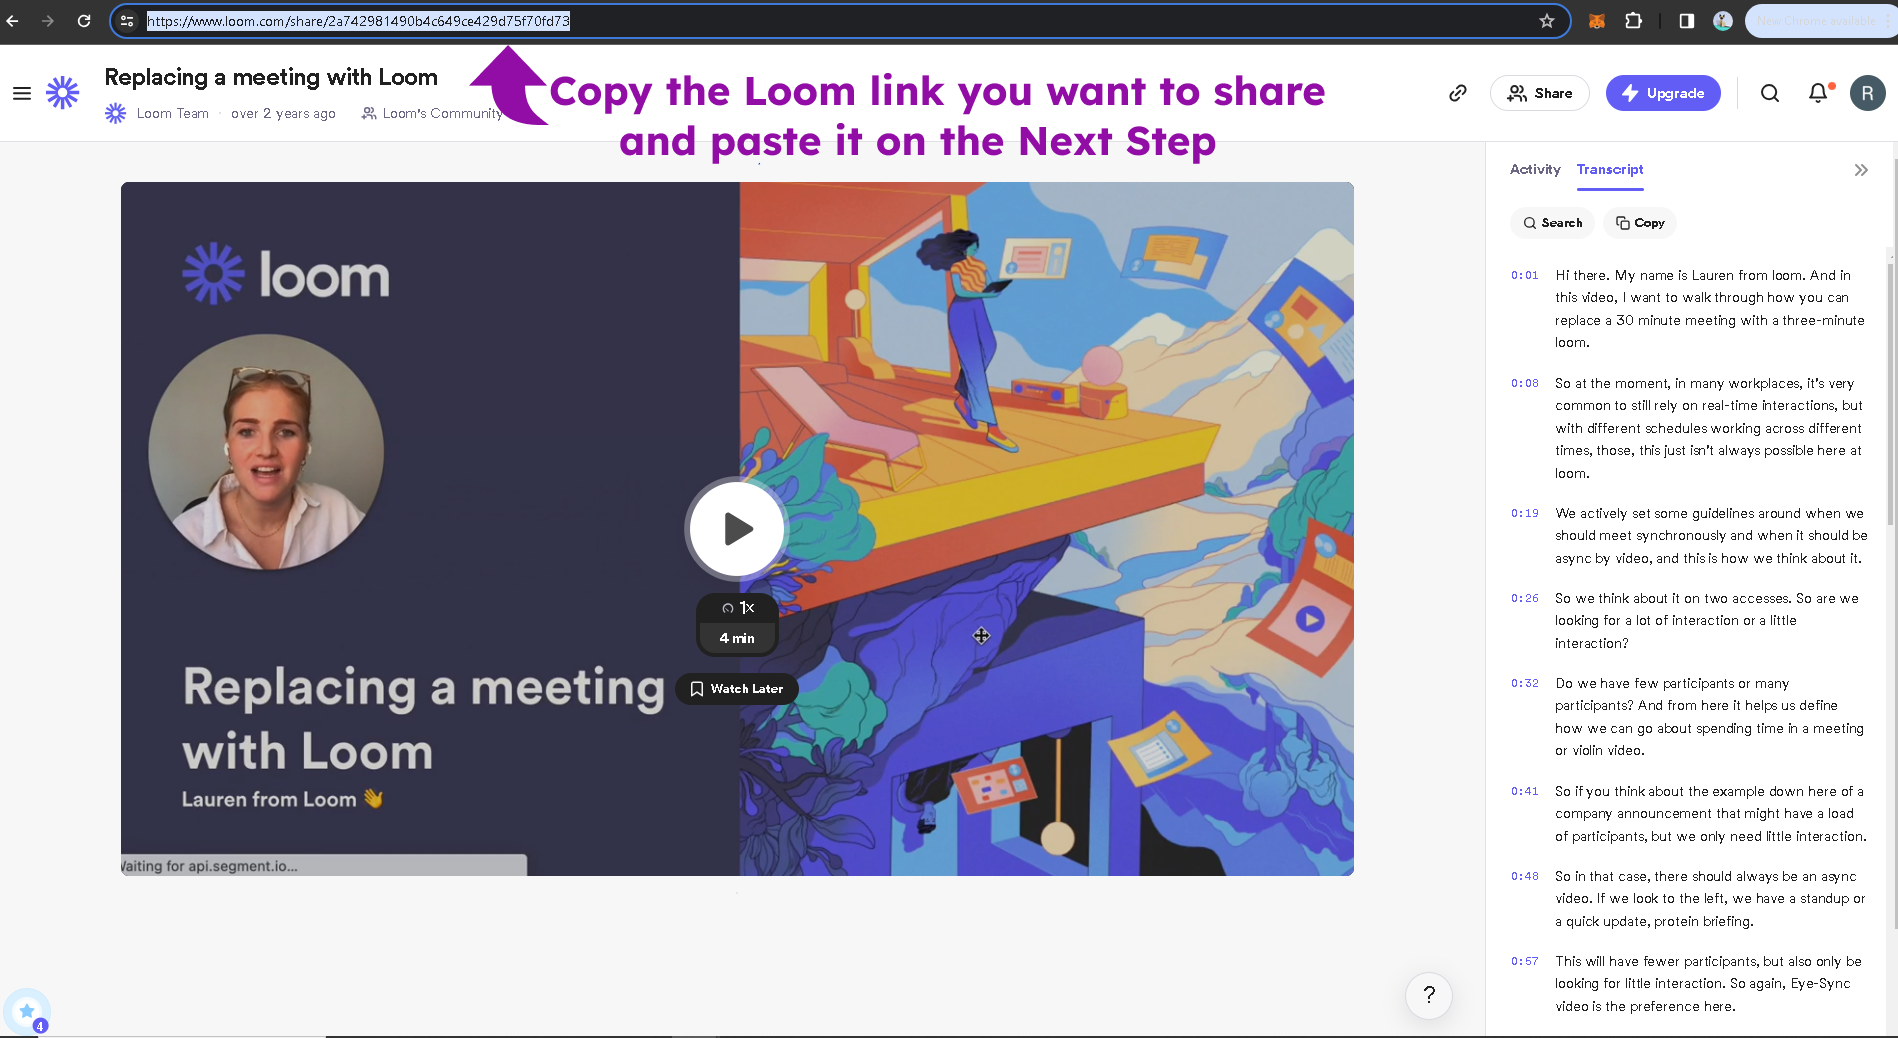 https://www.loom.com/share/2a742981490b4c649ce429d75f70fd73
New Chrome available
Replacing a meeting with Loom
Loom Team · over 2 years ago Loom's Community
Copy the Loom link you want to share
and paste it on the Next Step
Share
Upgrade
R
loom
Replacing a meeting
with Loom
Lauren from Loom 👋
Waiting for api.segment.io...
1x
4 min
Watch Later
Activity Transcript
Search Copy
0:01 Hi there. My name is Lauren from loom. And in
this video, I want to walk through how you can
replace a 30 minute meeting with a three-minute
loom.
0:08 So at the moment, in many workplaces, it's very
common to still rely on real-time interactions, but
with different schedules working across different
times, those, this just isn't always possible here at
loom.
0:19 We actively set some guidelines around when we
should meet synchronously and when it should be
async by video, and this is how we think about it.
0:26 So we think about it on two accesses. So are we
looking for a lot of interaction or a little
interaction?
0:32 Do we have few participants or many
participants? And from here it helps us define
how we can go about spending time in a meeting
or violin video.
0:41 So if you think about the example down here of a
company announcement that might have a load
of participants, but we only need little interaction.
0:48 So in that case, there should always be an async
video. If we look to the left, we have a standup or
a quick update, protein briefing.
0:57 This will have fewer participants, but also only be
looking for little interaction. So again, Eye-Sync
video is the preference here.
?
4